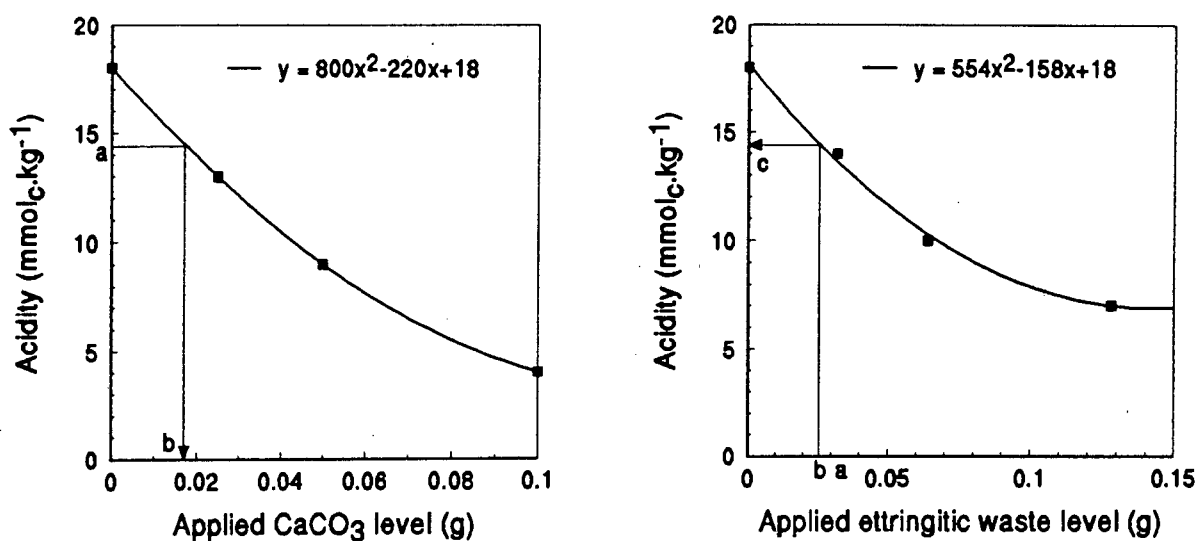 20
15
10
5
0
Acidity (mmolc.kg-1)
a
b
y = 800x2-220x+18
0 0.02 0.04 0.06 0.08 0.1
Applied CaCO3 level (g)
20
15
10
5
0
Acidity (mmolc.kg-1)
c
b a
y = 554x2-158x+18
0 0.05 0.1 0.15
Applied ettringitic waste level (g)